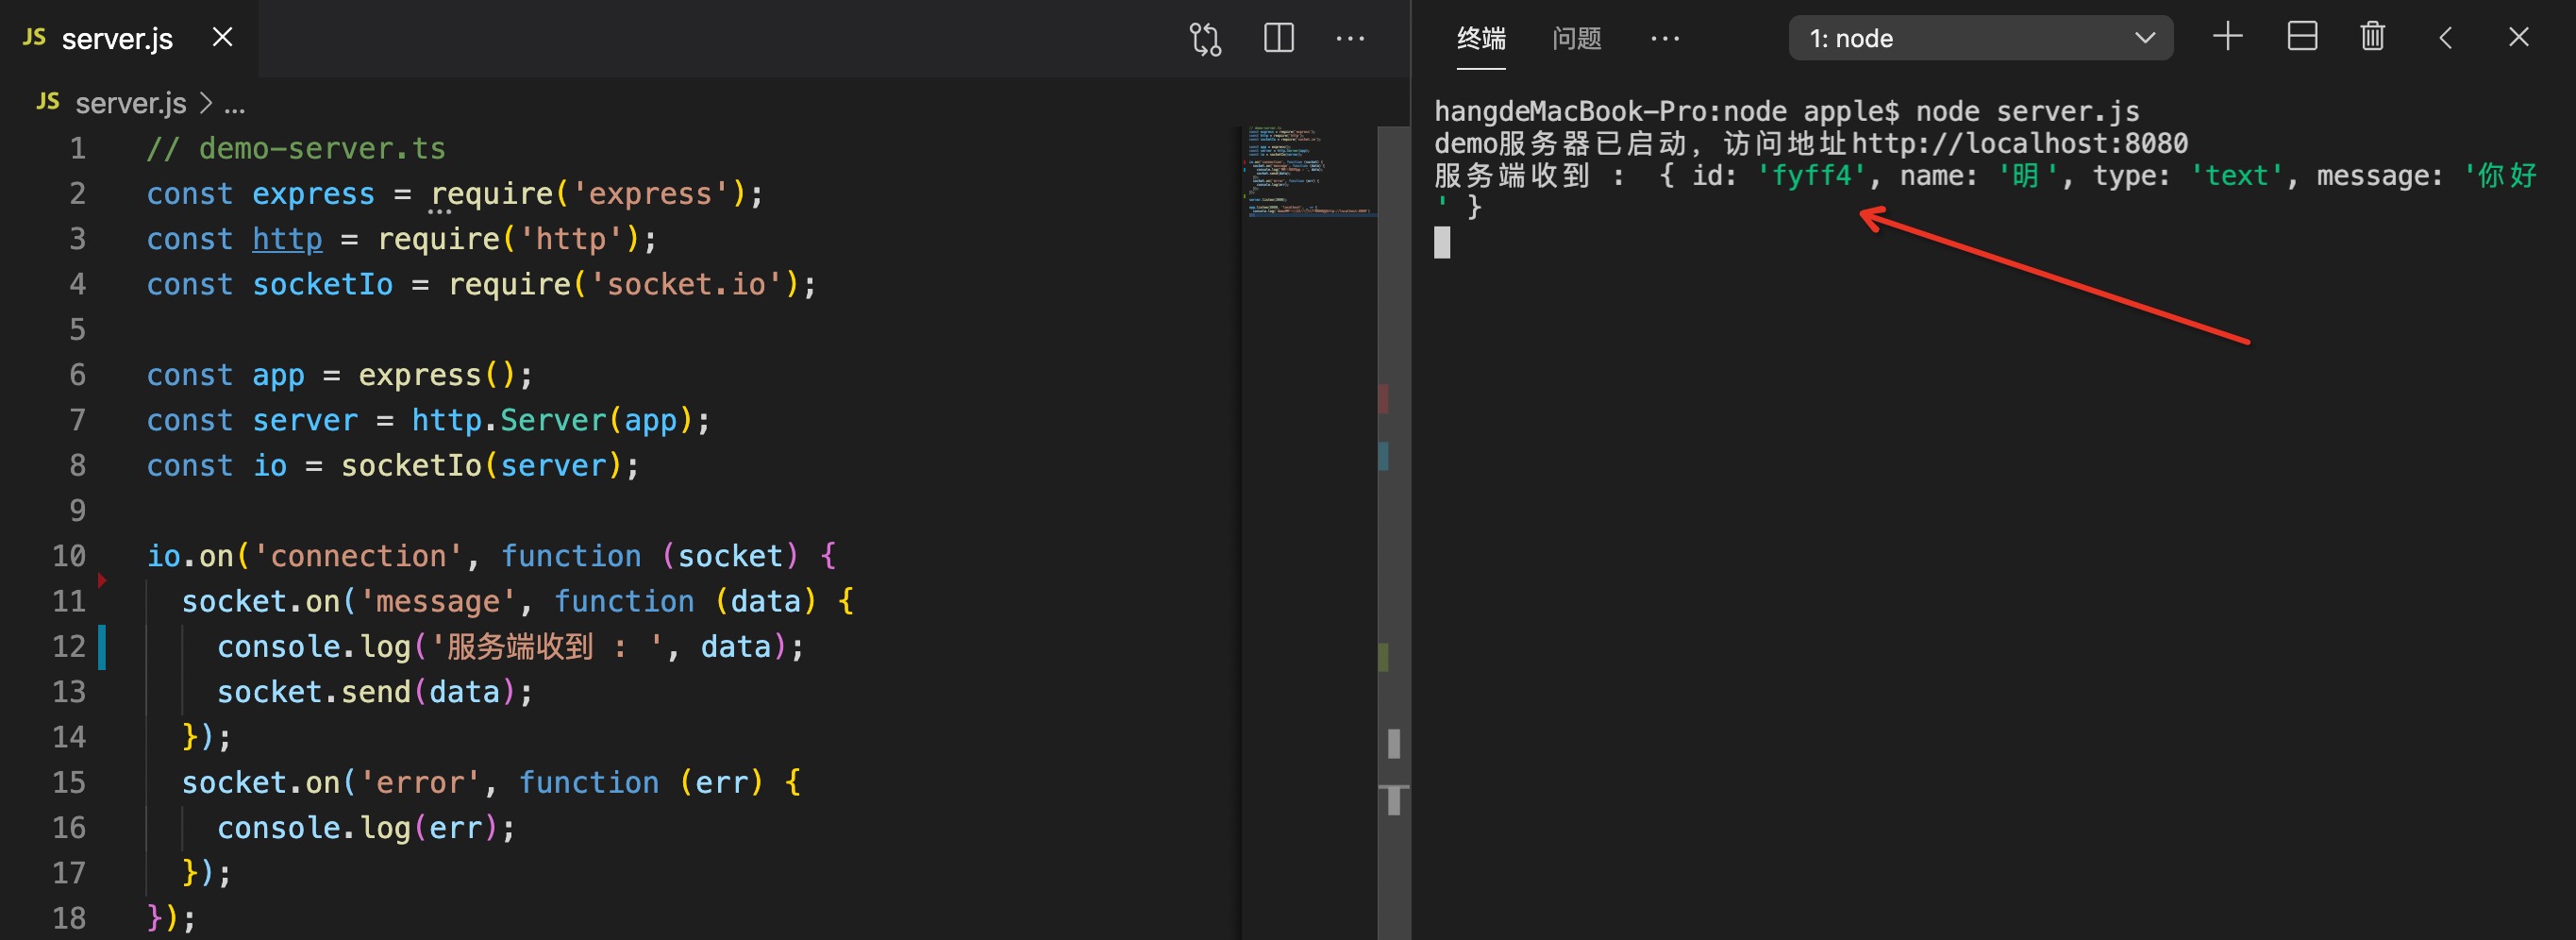 JS server.js
JS server.js > ...
1 // demo-server.ts
2 const express = require('express');
3 const http = require('http');
4 const socketIo = require('socket.io');
5
6 const app = express();
7 const server = http.Server(app);
8 const io = socketIo(server);
9
10 io.on('connection', function (socket) {
11 socket.on('message', function (data) {
12 console.log('服务端收到 : ', data);
13 socket.send(data);
14 });
15 socket.on('error', function (err) {
16 console.log(err);
17 });
18 });
终端 问题 ... 1: node
hangdeMacBook-Pro:node apple$ node server.js
demo服务器已启动, 访问地址http://localhost:8080
服务端收到 : { id: 'fyff4', name: '明', type: 'text', message: '你好
' }